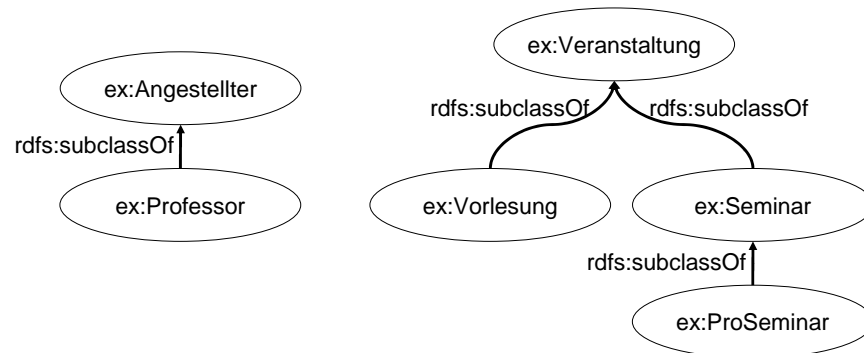 ex:Angestellter
rdfs:subclassOf
ex:Professor
ex:Veranstaltung
rdfs:subclassOf
rdfs:subclassOf
ex:Vorlesung
ex:Seminar
rdfs:subclassOf
ex:ProSeminar